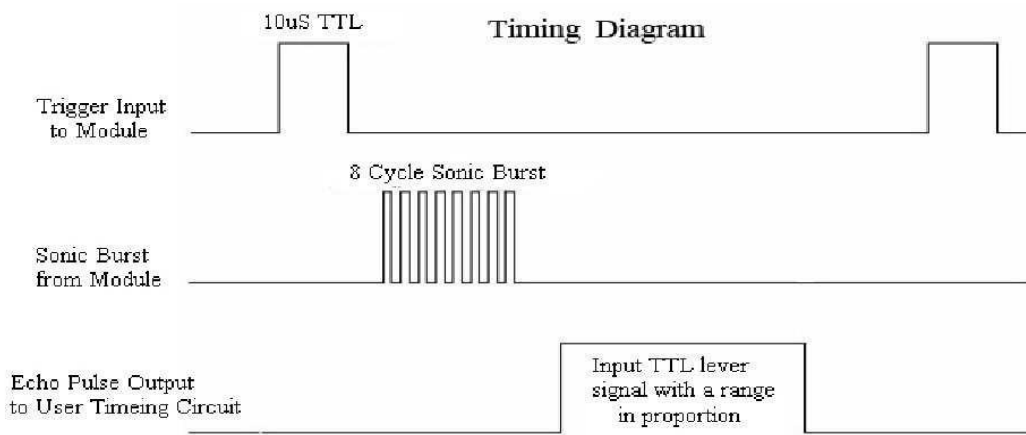 10uS TTL
Timing Diagram
Trigger Input
to Module
8 Cycle Sonic Burst
Sonic Burst
from Module
Echo Pulse Output
to User Timeing Circuit
Input TTL lever
signal with a range
in proportion